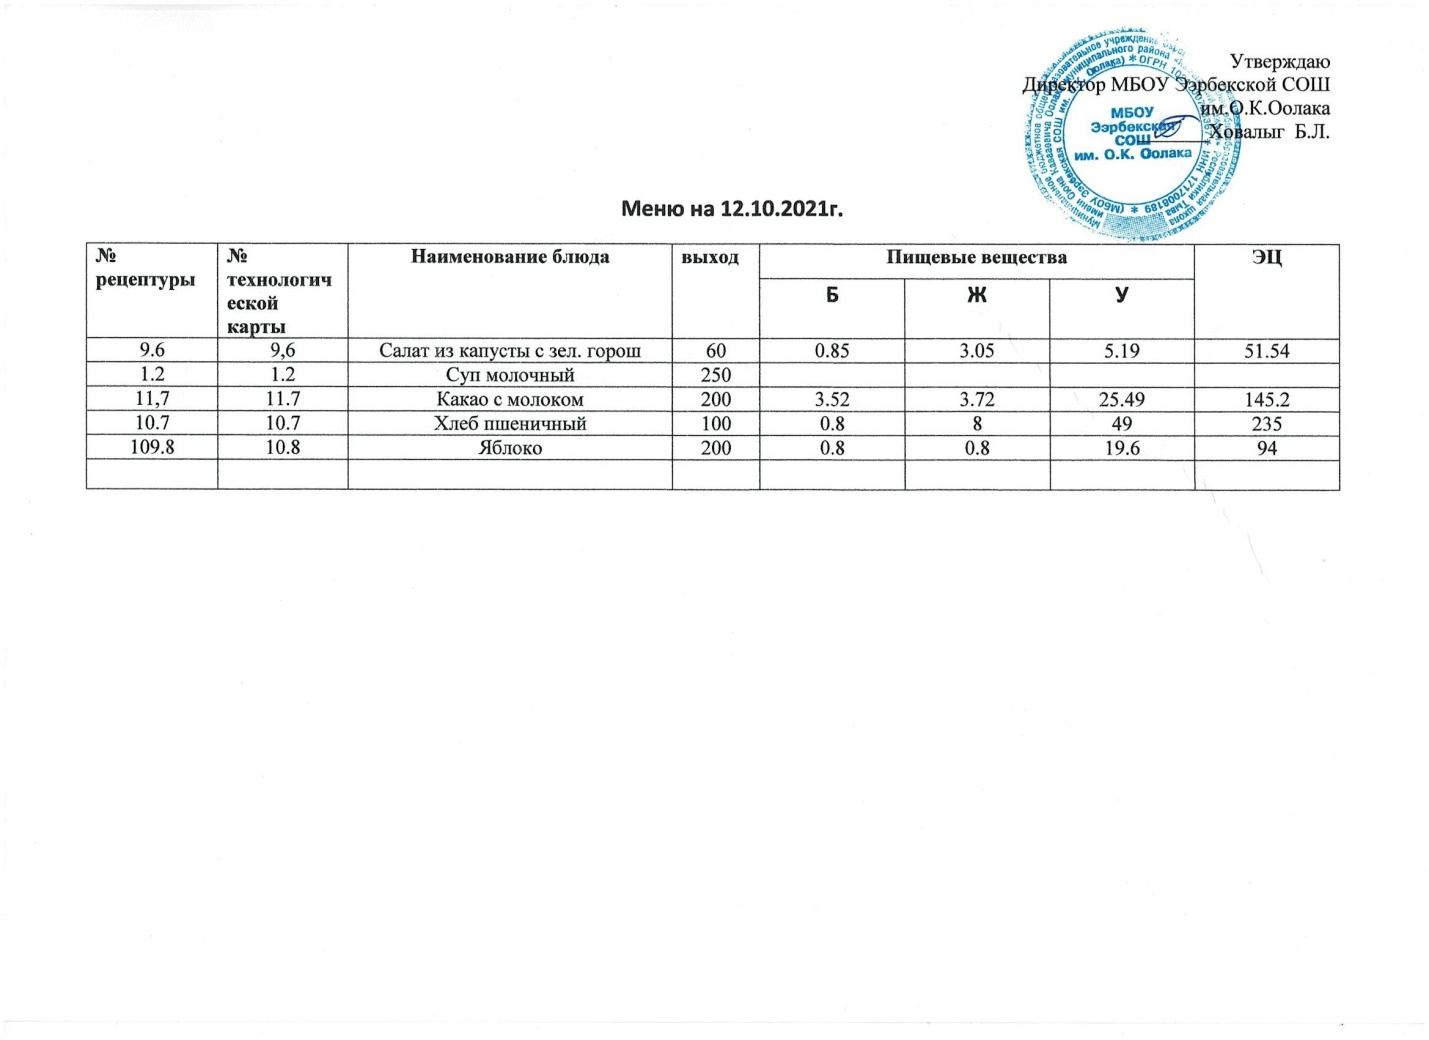 Утверждаю
Директор МБОУ Ээрбекской СОШ
им.О.К.Оолака
Ховалыг Б.Л.
МБОУ
Ээрбекская
СОШ
им. О.К. Оолака
Меню на 12.10.2021г.
№ рецептуры № технологической карты Наименование блюда выход Пищевые вещества ЭЦ
Б Ж У
9.6 9,6 Салат из капусты с зел. горош 60 0.85 3.05 5.19 51.54
1.2 1.2 Суп молочный 250
11,7 11.7 Какао с молоком 200 3.52 3.72 25.49 145.2
10.7 10.7 Хлеб пшеничный 100 0.8 8 49 235
109.8 10.8 Яблоко 200 0.8 0.8 19.6 94